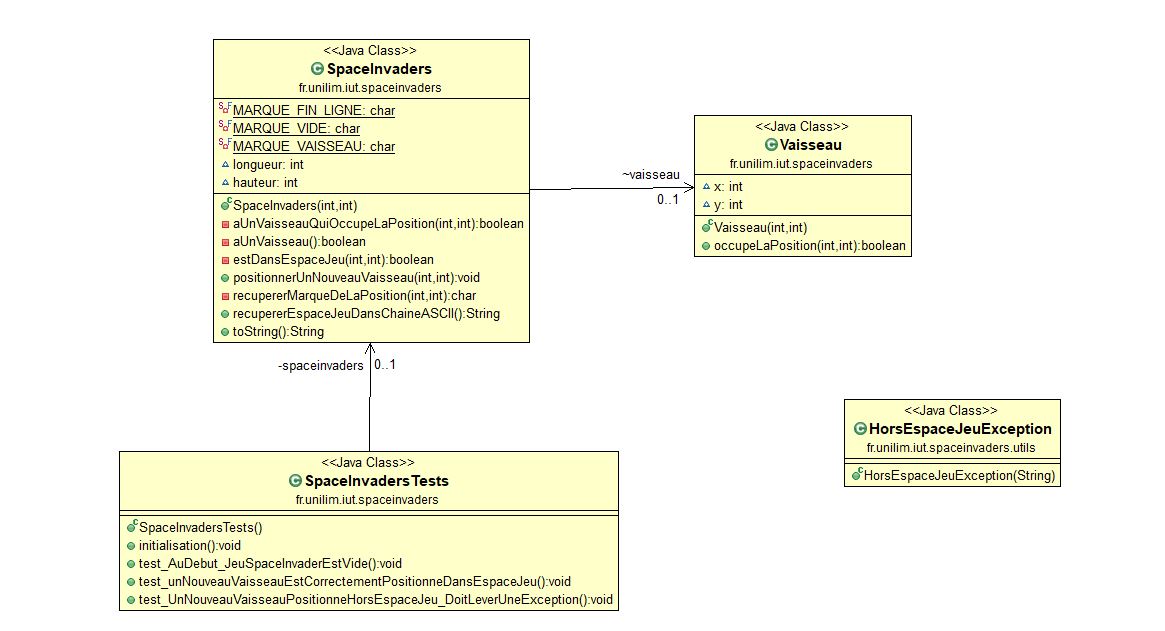 <<Java Class>>
SpaceInvaders
fr.unilim.iut.spaceinvaders
MARQUE_FIN_LIGNE: char
MARQUE_VIDE: char
MARQUE_VAISSEAU: char
longueur: int
hauteur: int
SpaceInvaders(int,int)
aUnVaisseauQuiOccupeLaPosition(int,int):boolean
aUnVaisseau():boolean
estDansEspaceJeu(int,int):boolean
positionnerUnNouveauVaisseau(int,int):void
recupererMarqueDeLaPosition(int,int):char
recupererEspaceJeuDansChaineASCII():String
toString():String
~vaisseau
0..1
<<Java Class>>
Vaisseau
fr.unilim.iut.spaceinvaders
x: int
y: int
Vaisseau(int,int)
occupeLaPosition(int,int):boolean
-spaceinvaders
0..1
<<Java Class>>
SpaceInvadersTests
fr.unilim.iut.spaceinvaders
SpaceInvadersTests()
initialisation():void
test_AuDebut_JeuSpaceInvaderEstVide():void
test_unNouveauVaisseauEstCorrectementPositionneDansEspaceJeu():void
test_UnNouveauVaisseauPositionneHorsEspaceJeu_DoitLeverUneException():void
<<Java Class>>
HorsEspaceJeuException
fr.unilim.iut.spaceinvaders.utils
HorsEspaceJeuException(String)